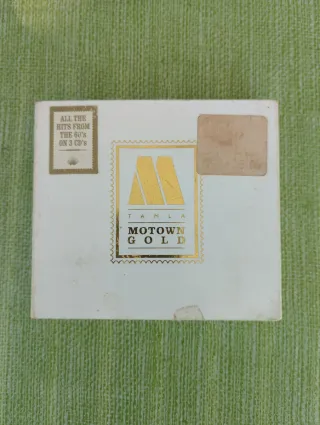 ALL THE
HITS FROM
THE 60's
ON 3 CD's
TAMLA
MOTOWN
GOLD